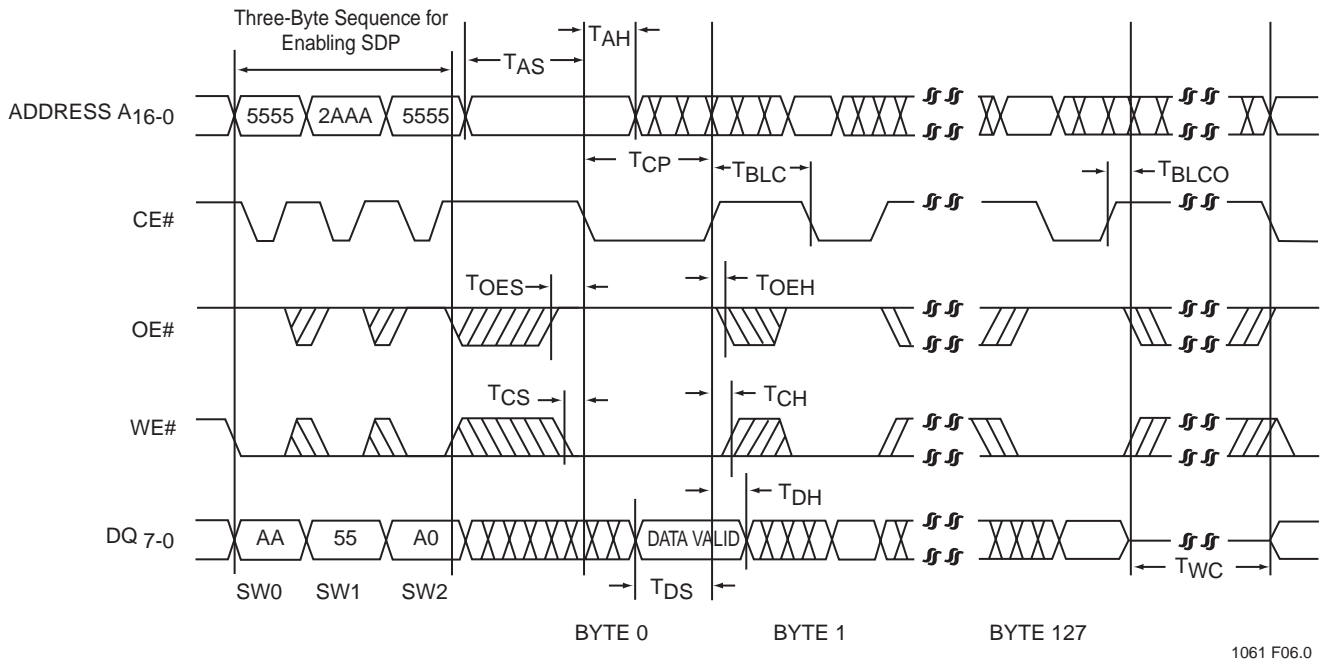 Three-Byte Sequence for
Enabling SDP
TAH
TAS
ADDRESS A16-0
5555 2AAA 5555
TCP
TBLC
TBLCO
CE#
TOES
TOEH
OE#
TCS
TCH
WE#
TDH
DQ 7-0
AA 55 A0 DATA VALID
TWC
SW0 SW1 SW2
TDS
BYTE 0 BYTE 1 BYTE 127
1061 F06.0